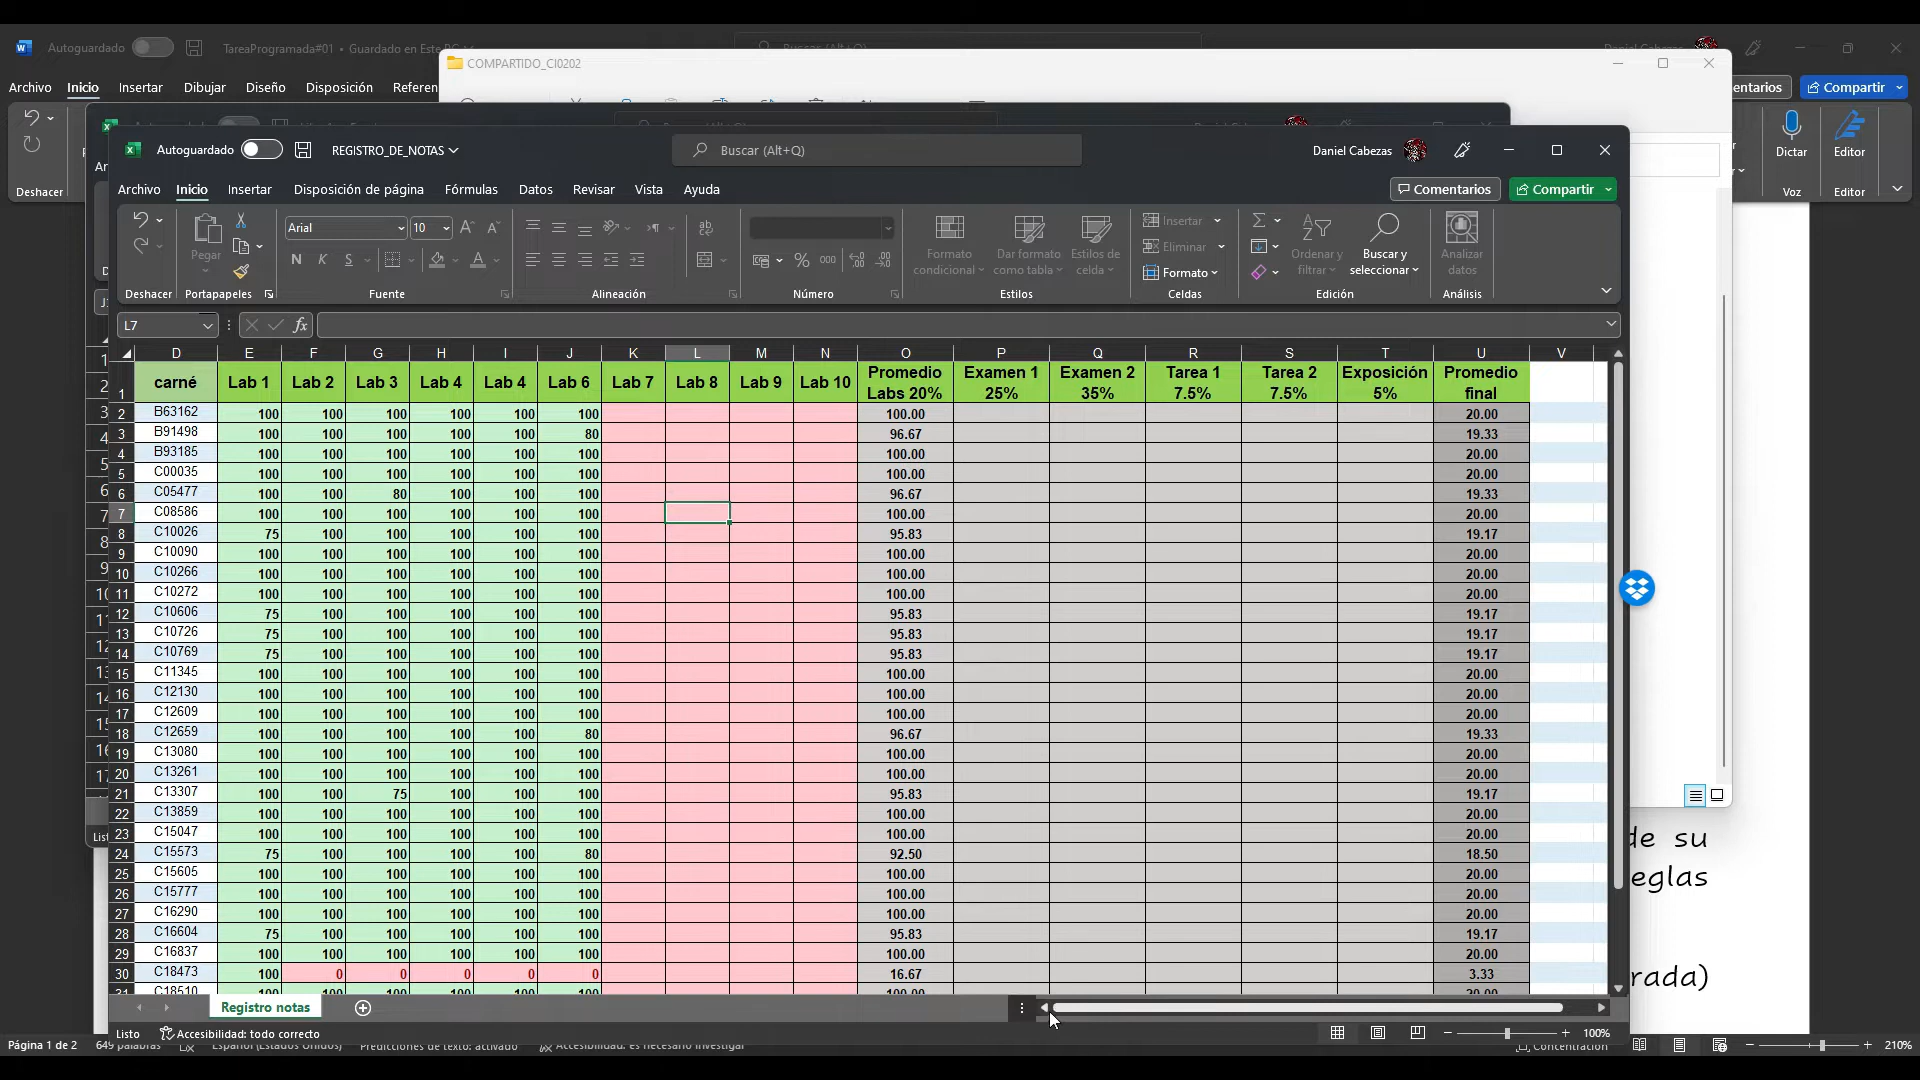 Autoguardado TareaProgramada#01 • Guardado en Este PC Buscar (Alt+Q) Daniel Cabezas
COMPARTIDO_CI0202
Archivo Inicio Insertar Dibujar Diseño Disposición Compartir
Dictar Editor
Deshacer Voz Editor
Autoguardado REGISTRO_DE_NOTAS Buscar (Alt+Q) Daniel Cabezas
Archivo Inicio Insertar Disposición de página Fórmulas Datos Revisar Vista Ayuda Comentarios Compartir
Arial 10 Insertar
Pegar Formato condicional Dar formato como tabla Estilos de celda Eliminar Ordenar y filtrar Buscar y seleccionar Analizar datos
N K S % 000 Formato
Deshacer Portapapeles Fuente Alineación Número Estilos Celdas Edición Análisis
L7 fx
D E F G H I J K L M N O P Q R S T U V
1 carné Lab 1 Lab 2 Lab 3 Lab 4 Lab 4 Lab 6 Lab 7 Lab 8 Lab 9 Lab 10 Promedio Labs 20% Examen 1 25% Examen 2 35% Tarea 1 7.5% Tarea 2 7.5% Exposición 5% Promedio final
2 B63162 100 100 100 100 100 100 100.00 20.00
3 B91498 100 100 100 100 100 80 96.67 19.33
4 B93185 100 100 100 100 100 100 100.00 20.00
5 C00035 100 100 100 100 100 100 100.00 20.00
6 C05477 100 100 80 100 100 100 96.67 19.33
7 C08586 100 100 100 100 100 100 100.00 20.00
8 C10026 75 100 100 100 100 100 95.83 19.17
9 C10090 100 100 100 100 100 100 100.00 20.00
10 C10266 100 100 100 100 100 100 100.00 20.00
11 C10272 100 100 100 100 100 100 100.00 20.00
12 C10606 75 100 100 100 100 100 95.83 19.17
13 C10726 75 100 100 100 100 100 95.83 19.17
14 C10769 75 100 100 100 100 100 95.83 19.17
15 C11345 100 100 100 100 100 100 100.00 20.00
16 C12130 100 100 100 100 100 100 100.00 20.00
17 C12609 100 100 100 100 100 100 100.00 20.00
18 C12659 100 100 100 100 100 80 96.67 19.33
19 C13080 100 100 100 100 100 100 100.00 20.00
20 C13261 100 100 100 100 100 100 100.00 20.00
21 C13307 100 100 75 100 100 100 95.83 19.17
22 C13859 100 100 100 100 100 100 100.00 20.00
23 C15047 100 100 100 100 100 100 100.00 20.00
24 C15573 75 100 100 100 100 80 92.50 18.50
25 C15605 100 100 100 100 100 100 100.00 20.00
26 C15777 100 100 100 100 100 100 100.00 20.00
27 C16290 100 100 100 100 100 100 100.00 20.00
28 C16604 75 100 100 100 100 100 95.83 19.17
29 C16837 100 100 100 100 100 100 100.00 20.00
30 C18473 100 0 0 0 0 0 16.67 3.33
31 C18510 100 100 100 100 100 100 100.00 20.00
de su
eglas
rada)
Registro notas
Listo Accesibilidad: todo correcto 100%
Página 1 de 2 649 palabras Español (Estados Unidos) Predicciones de texto: activado Accesibilidad: es necesario investigar Concentración 210%